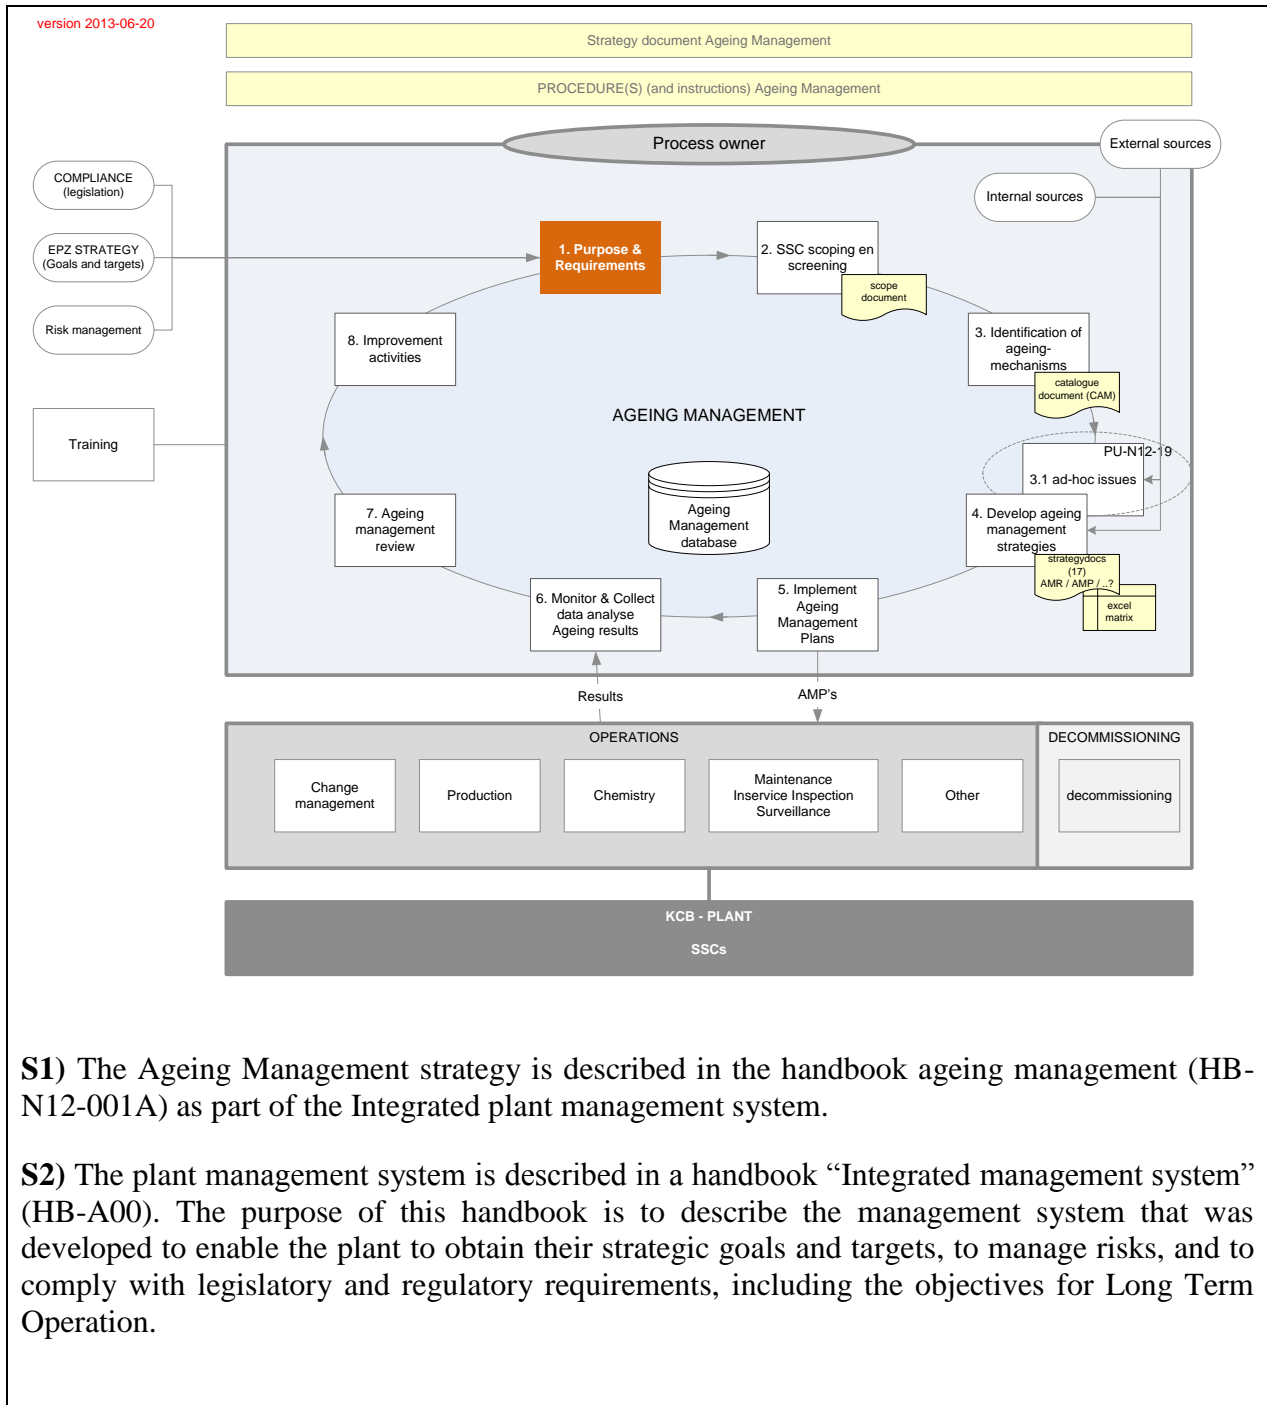 version 2013-06-20
Strategy document Ageing Management
PROCEDURE(S) (and instructions) Ageing Management
Process owner
External sources
COMPLIANCE
(legislation)
Internal sources
EPZ STRATEGY
(Goals and targets)
1. Purpose &
Requirements
2. SSC scoping en
screening
scope
document
Risk management
8. Improvement
activities
3. Identification of
ageing-
mechanisms
catalogue
document (CAM)
AGEING MANAGEMENT
Training
PU-N12-19
3.1 ad-hoc issues
Ageing
Management
database
7. Ageing
management
review
4. Develop ageing
management
strategies
strategydocs
(17)
AMR / AMP / ..?
excel
matrix
6. Monitor & Collect
data analyse
Ageing results
5. Implement
Ageing
Management
Plans
Results
AMP's
OPERATIONS
DECOMMISSIONING
Change
management
Production
Chemistry
Maintenance
Inservice Inspection
Surveillance
Other
decommissioning
KCB - PLANT
SSCs
S1) The Ageing Management strategy is described in the handbook ageing management (HB-
N12-001A) as part of the Integrated plant management system.
S2) The plant management system is described in a handbook “Integrated management system”
(HB-A00). The purpose of this handbook is to describe the management system that was
developed to enable the plant to obtain their strategic goals and targets, to manage risks, and to
comply with legislatory and regulatory requirements, including the objectives for Long Term
Operation.